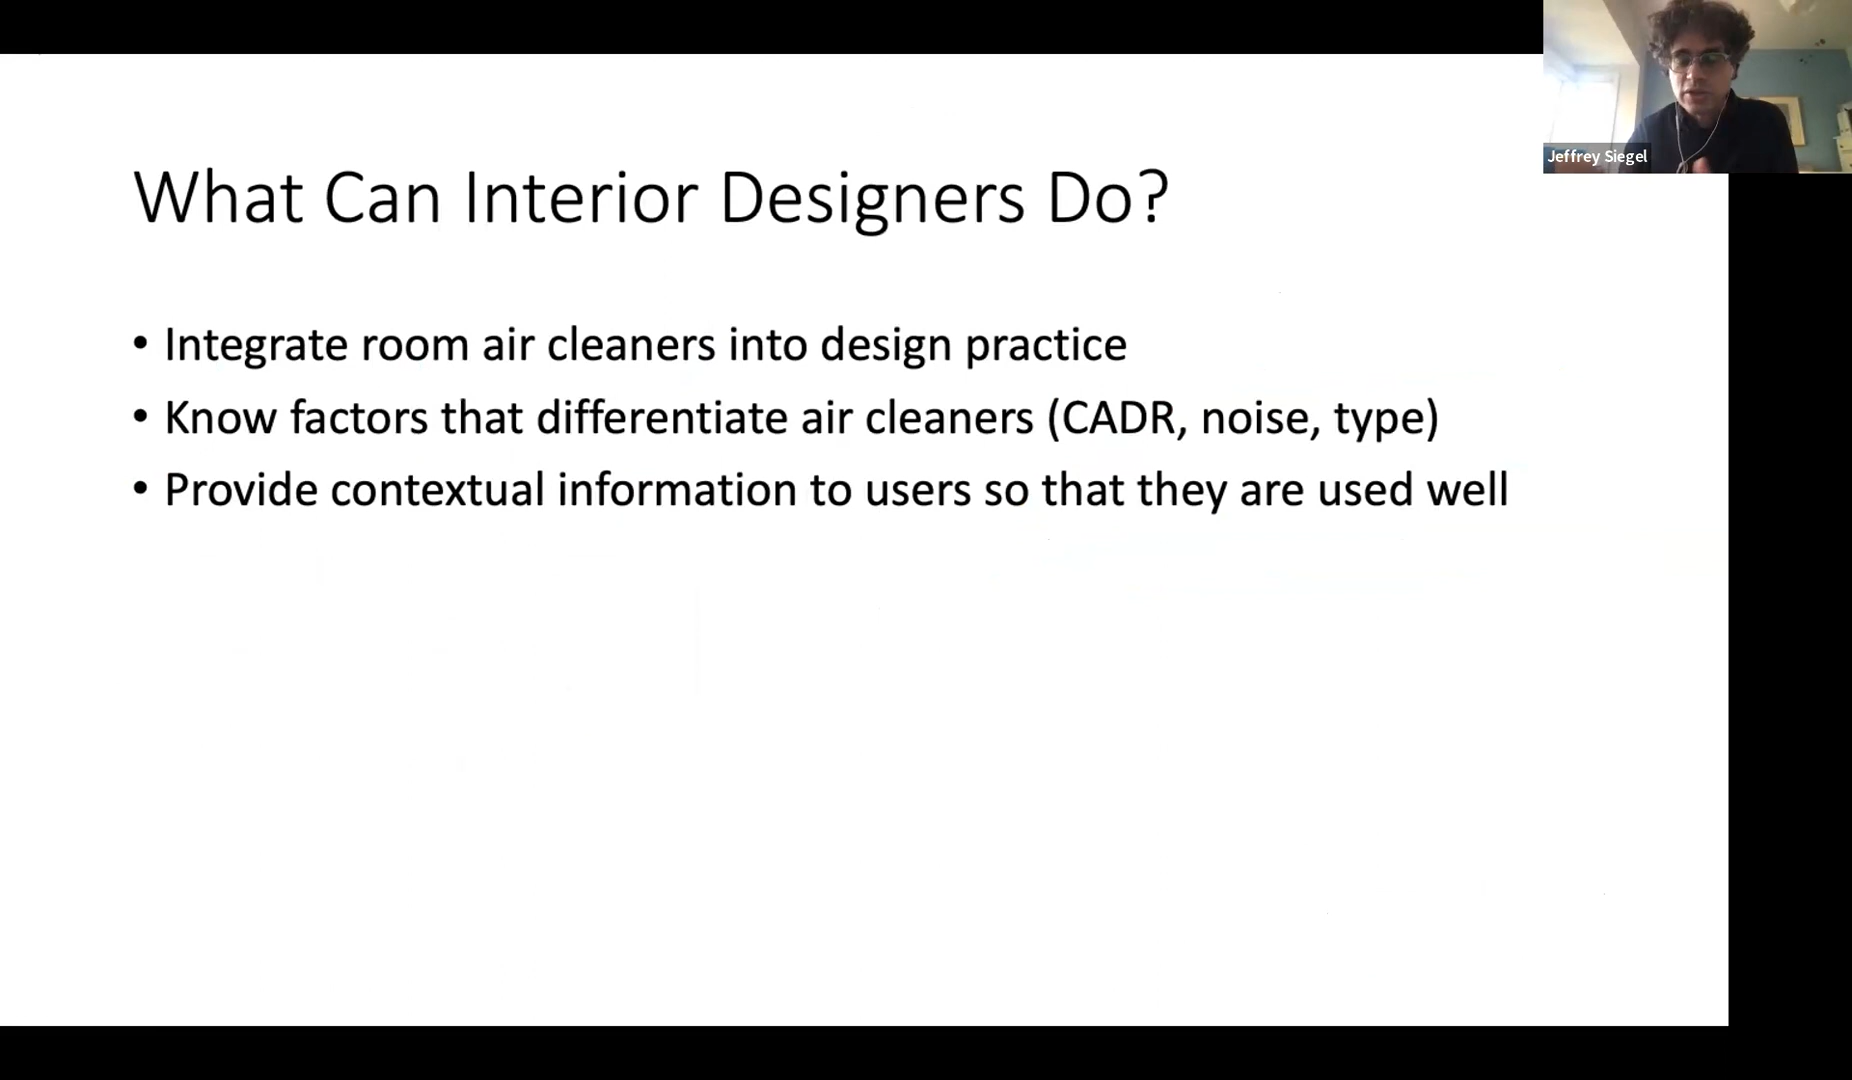 Jeffrey Siegel
What Can Interior Designers Do?
• Integrate room air cleaners into design practice
• Know factors that differentiate air cleaners (CADR, noise, type)
• Provide contextual information to users so that they are used well